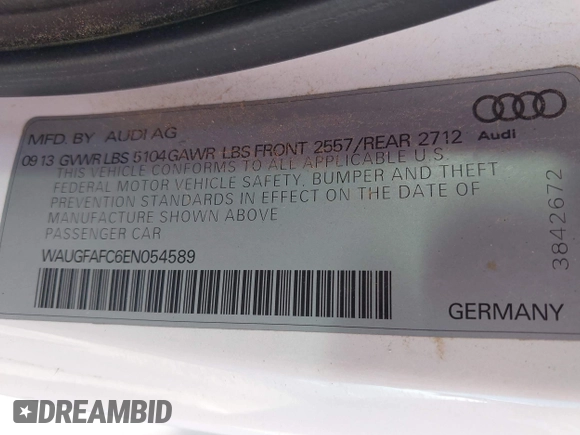 MFD. BY AUDI AG
Audi
09 13 GVWR LBS 5104 GAWR LBS FRONT 2557/REAR 2712
THIS VEHICLE CONFORMS TO ALL APPLICABLE U.S.
FEDERAL MOTOR VEHICLE SAFETY, BUMPER AND THEFT
PREVENTION STANDARDS IN EFFECT ON THE DATE OF
MANUFACTURE SHOWN ABOVE
PASSENGER CAR
WAUGFAFC6EN054589
3842672
GERMANY
DREAMBID